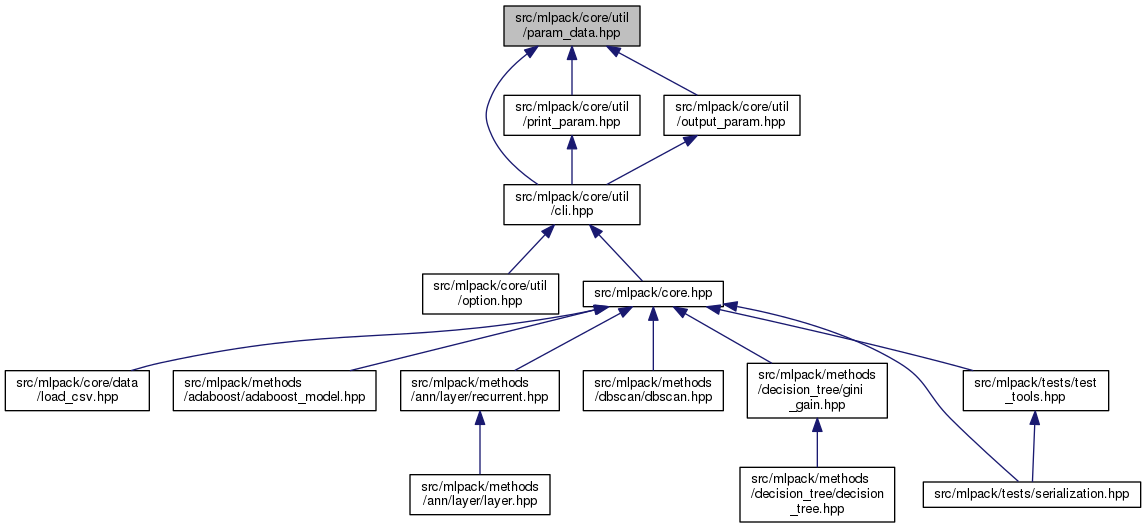 src/mlpack/core/util
/param_data.hpp
src/mlpack/core/util
/print_param.hpp
src/mlpack/core/util
/output_param.hpp
src/mlpack/core/util
/cli.hpp
src/mlpack/core/util
/option.hpp
src/mlpack/core.hpp
src/mlpack/core/data
/load_csv.hpp
src/mlpack/methods
/adaboost/adaboost_model.hpp
src/mlpack/methods
/ann/layer/recurrent.hpp
src/mlpack/methods
/dbscan/dbscan.hpp
src/mlpack/methods
/decision_tree/gini
_gain.hpp
src/mlpack/tests/test
_tools.hpp
src/mlpack/methods
/ann/layer/layer.hpp
src/mlpack/methods
/decision_tree/decision
_tree.hpp
src/mlpack/tests/serialization.hpp